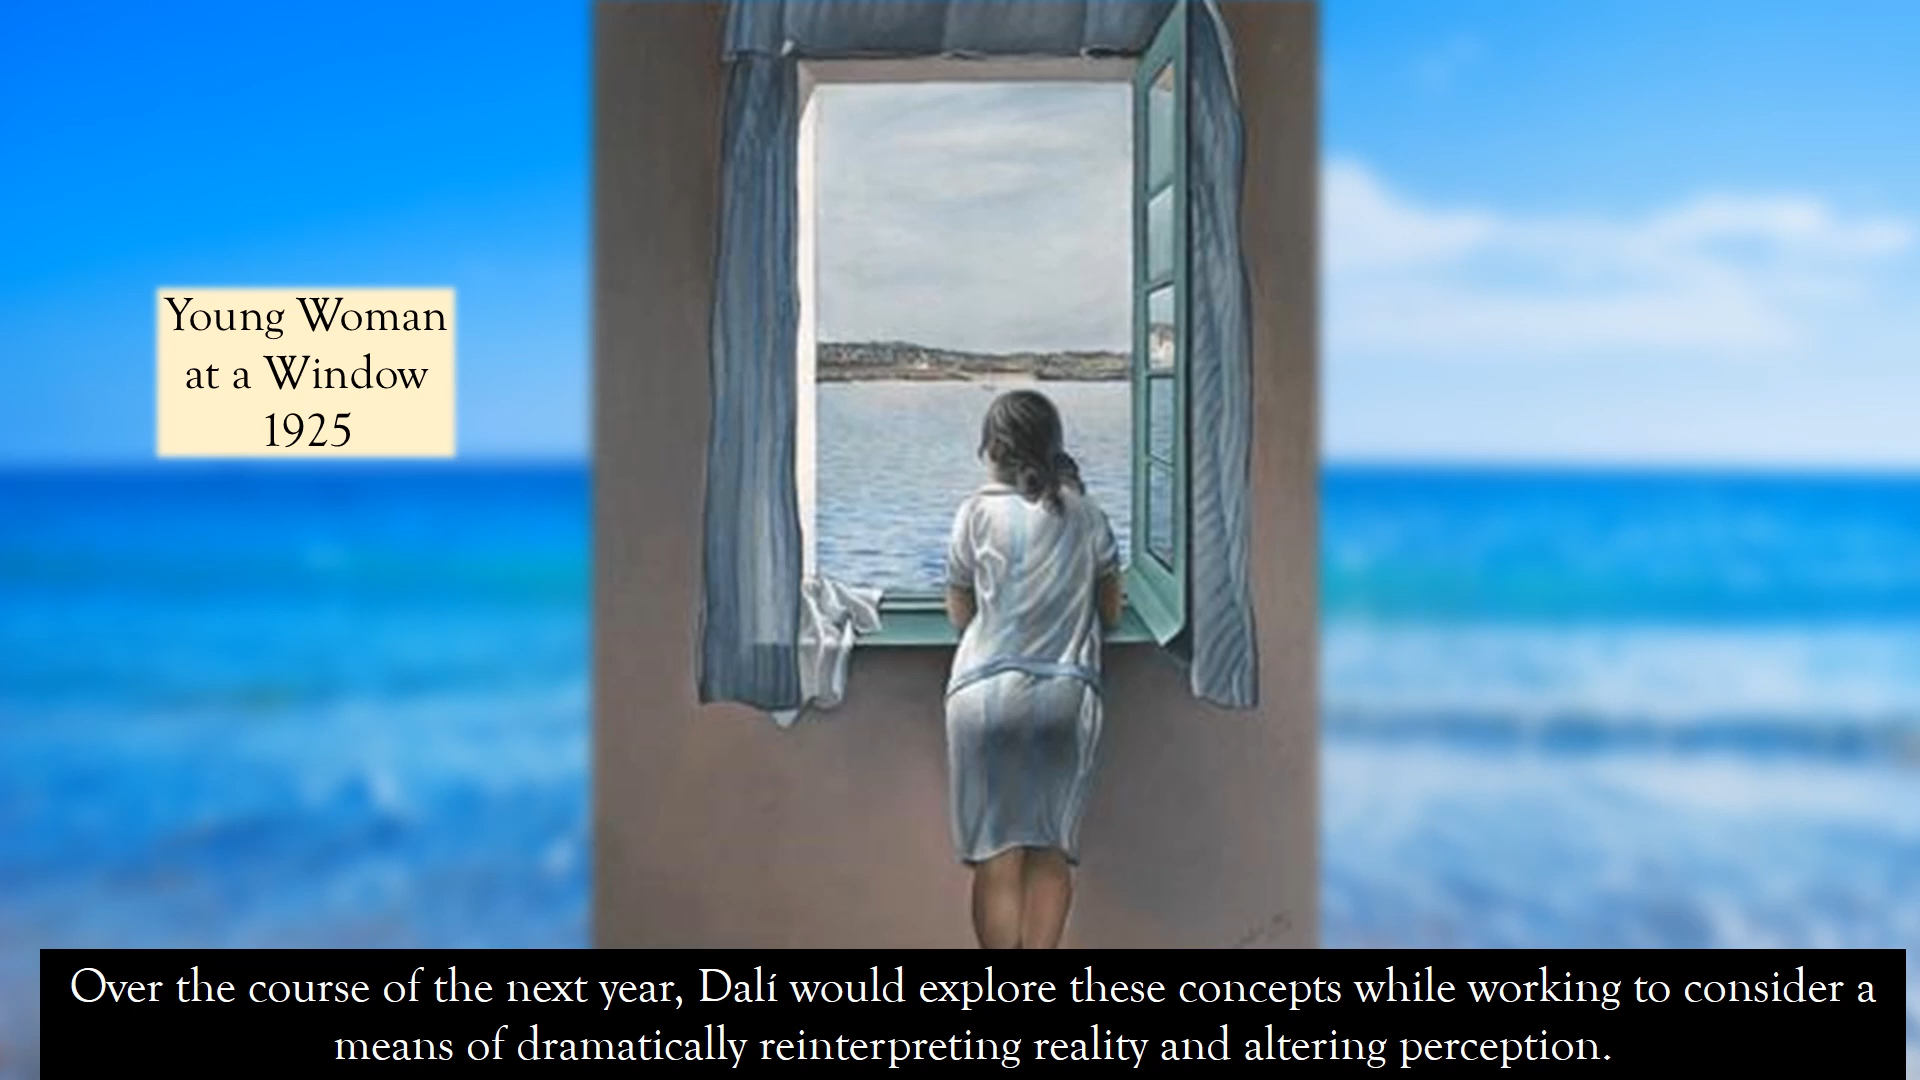 Young Woman
at a Window
1925
Over the course of the next year, Dalí would explore these concepts while working to consider a
means of dramatically reinterpreting reality and altering perception.